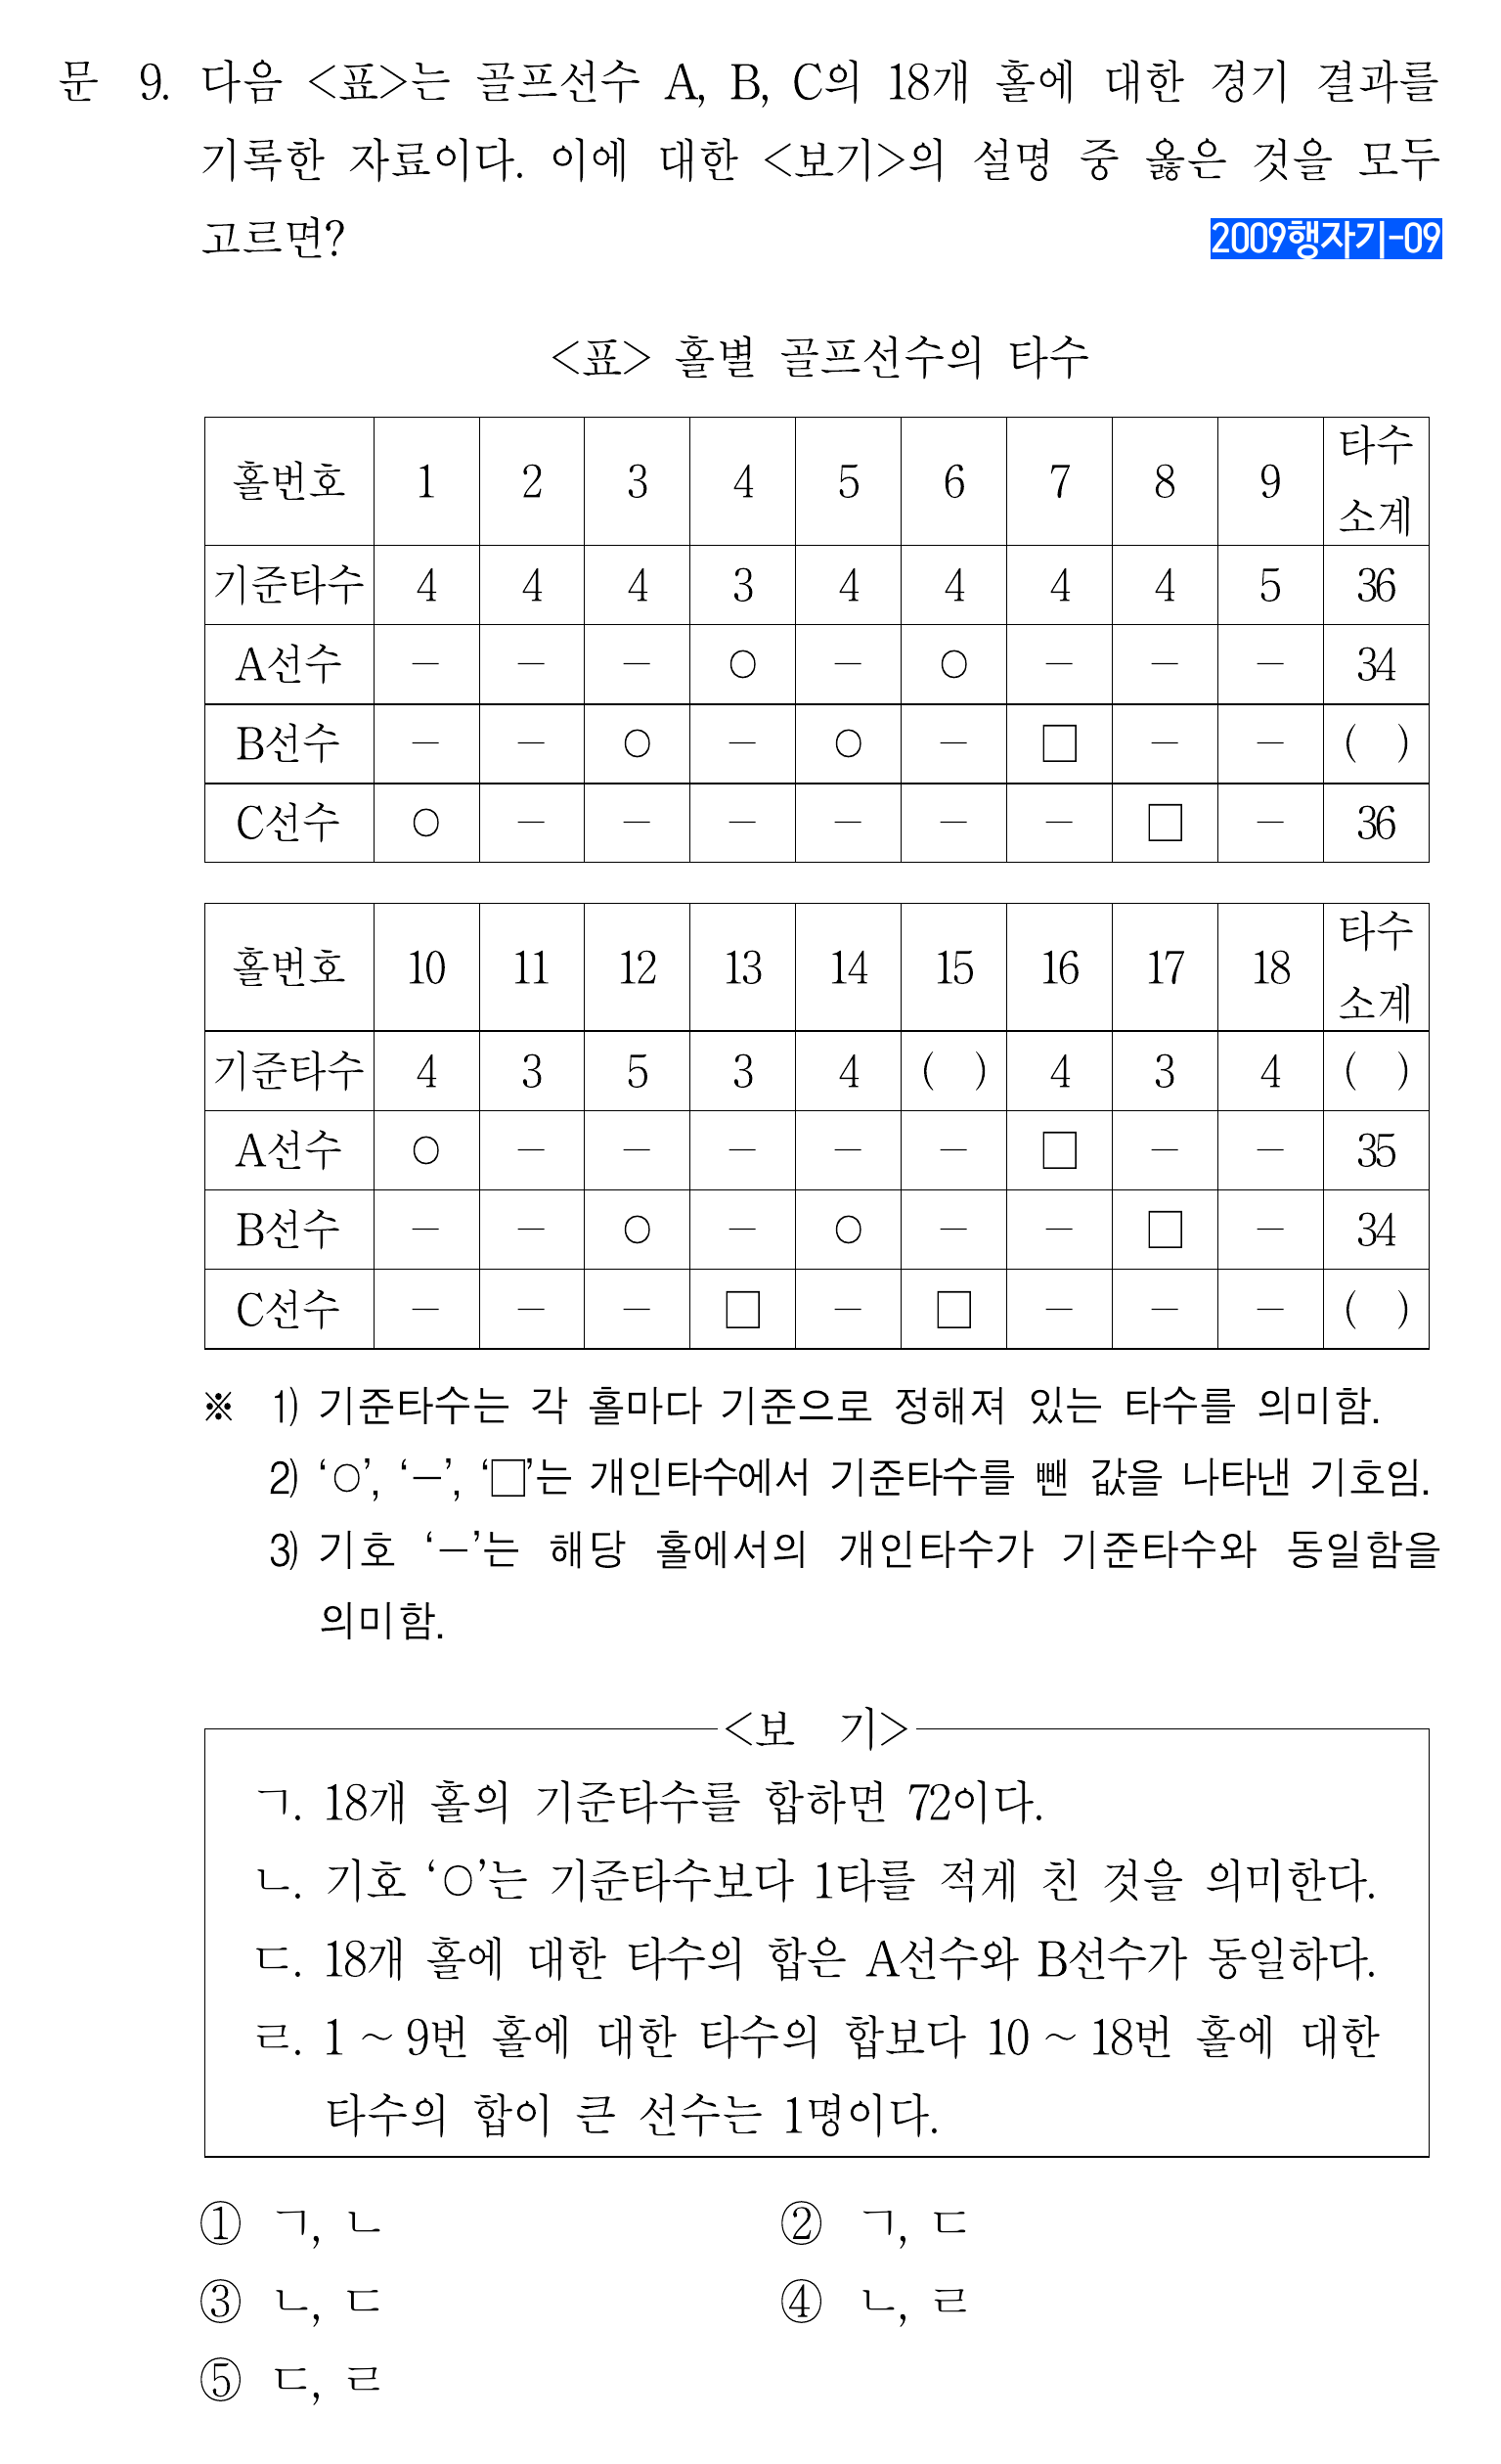 문 9. 다음 <표>는 골프선수 A, B, C의 18개 홀에 대한 경기 결과를
기록한 자료이다. 이에 대한 <보기>의 설명 중 옳은 것을 모두
고르면? 2009행자기-09
<표> 홀별 골프선수의 타수
홀번호 1 2 3 4 5 6 7 8 9 타수 소계
기준타수 4 4 4 3 4 4 4 4 5 36
A선수 － － － ○ － ○ － － － 34
B선수 － － ○ － ○ － □ － － ( )
C선수 ○ － － － － － － □ － 36
홀번호 10 11 12 13 14 15 16 17 18 타수 소계
기준타수 4 3 5 3 4 ( ) 4 3 4 ( )
A선수 ○ － － － － － □ － － 35
B선수 － － ○ － ○ － － □ － 34
C선수 － － － □ － □ － － － ( )
※ 1) 기준타수는 각 홀마다 기준으로 정해져 있는 타수를 의미함.
2) ‘○’, ‘－’, ‘□’는 개인타수에서 기준타수를 뺀 값을 나타낸 기호임.
3) 기호 ‘－’는 해당 홀에서의 개인타수가 기준타수와 동일함을
의미함.
<보 기>
ㄱ. 18개 홀의 기준타수를 합하면 72이다.
ㄴ. 기호 ‘○’는 기준타수보다 1타를 적게 친 것을 의미한다.
ㄷ. 18개 홀에 대한 타수의 합은 A선수와 B선수가 동일하다.
ㄹ. 1 ~ 9번 홀에 대한 타수의 합보다 10 ~ 18번 홀에 대한
타수의 합이 큰 선수는 1명이다.
① ㄱ, ㄴ ② ㄱ, ㄷ
③ ㄴ, ㄷ ④ ㄴ, ㄹ
⑤ ㄷ, ㄹ